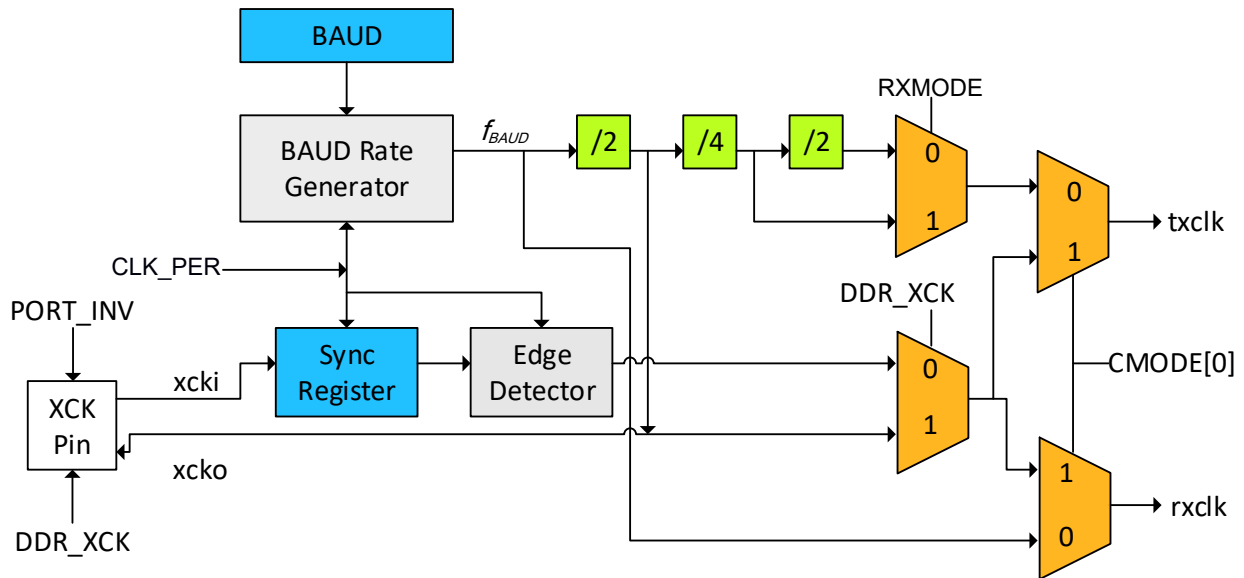 BAUD
RXMODE
BAUD Rate
Generator
fBAUD
/2
/4
/2
0
1
0
1
txclk
CLK_PER
PORT_INV
DDR_XCK
CMODE[0]
xcki
Sync
Register
Edge
Detector
0
1
XCK
Pin
xcko
1
0
rxclk
DDR_XCK